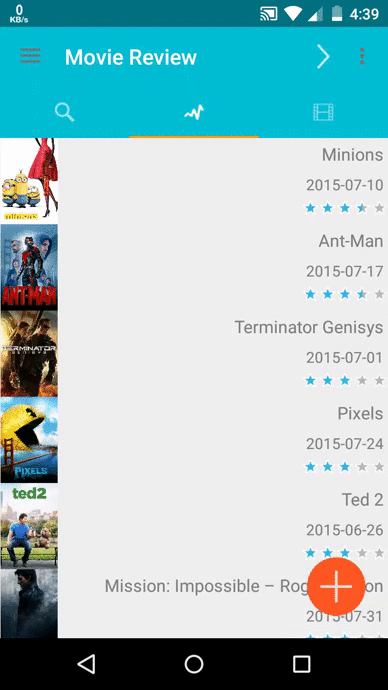 0
KB/s
4:39
Movie Review
Minions
2015-07-10
minions
Ant-Man
2015-07-17
ANT-MAN
Terminator Genisys
2015-07-01
TERMINATOR
GENISYS
Pixels
2015-07-24
PIXELS
ted2
Ted 2
2015-06-26
Mission: Impossible – Rog on
2015-07-31